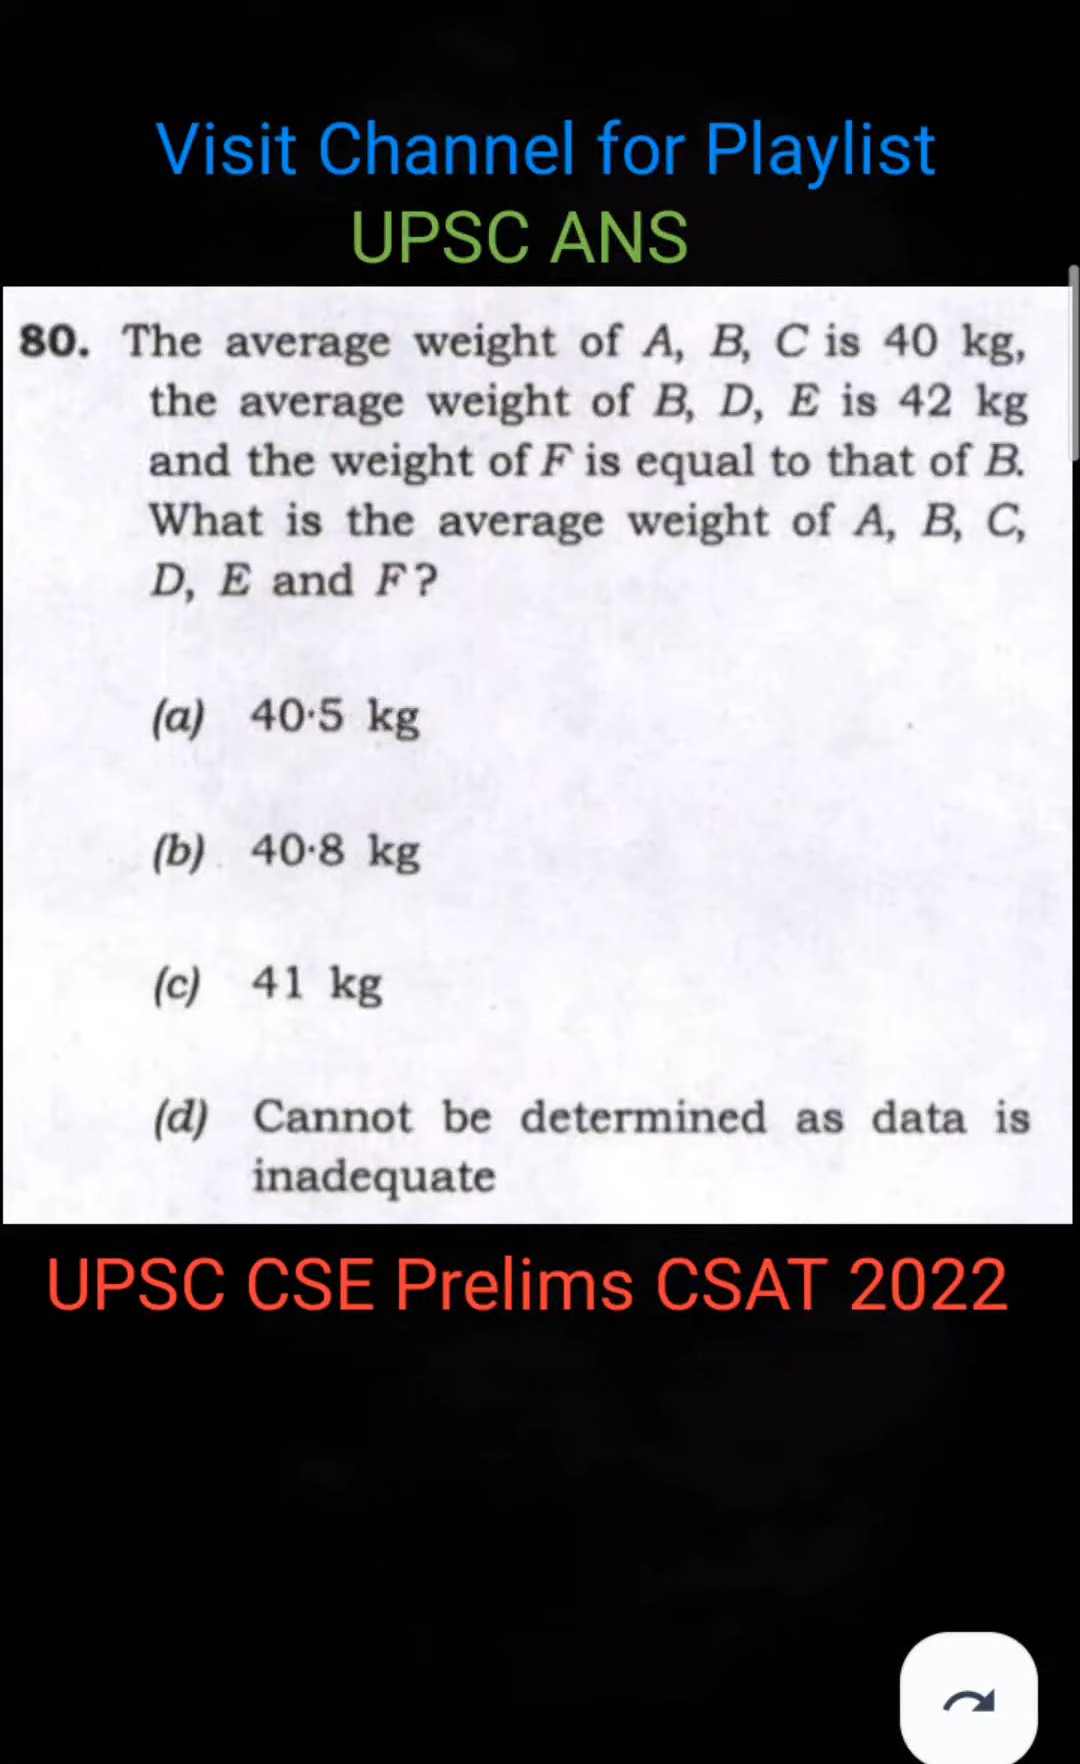 Visit Channel for Playlist
UPSC ANS
80. The average weight of A, B, C is 40 kg,
the average weight of B, D, E is 42 kg
and the weight of F is equal to that of B.
What is the average weight of A, B, C,
D, E and F?
(a) 40·5 kg
(b) 40·8 kg
(c) 41 kg
(d) Cannot be determined as data is
inadequate
UPSC CSE Prelims CSAT 2022